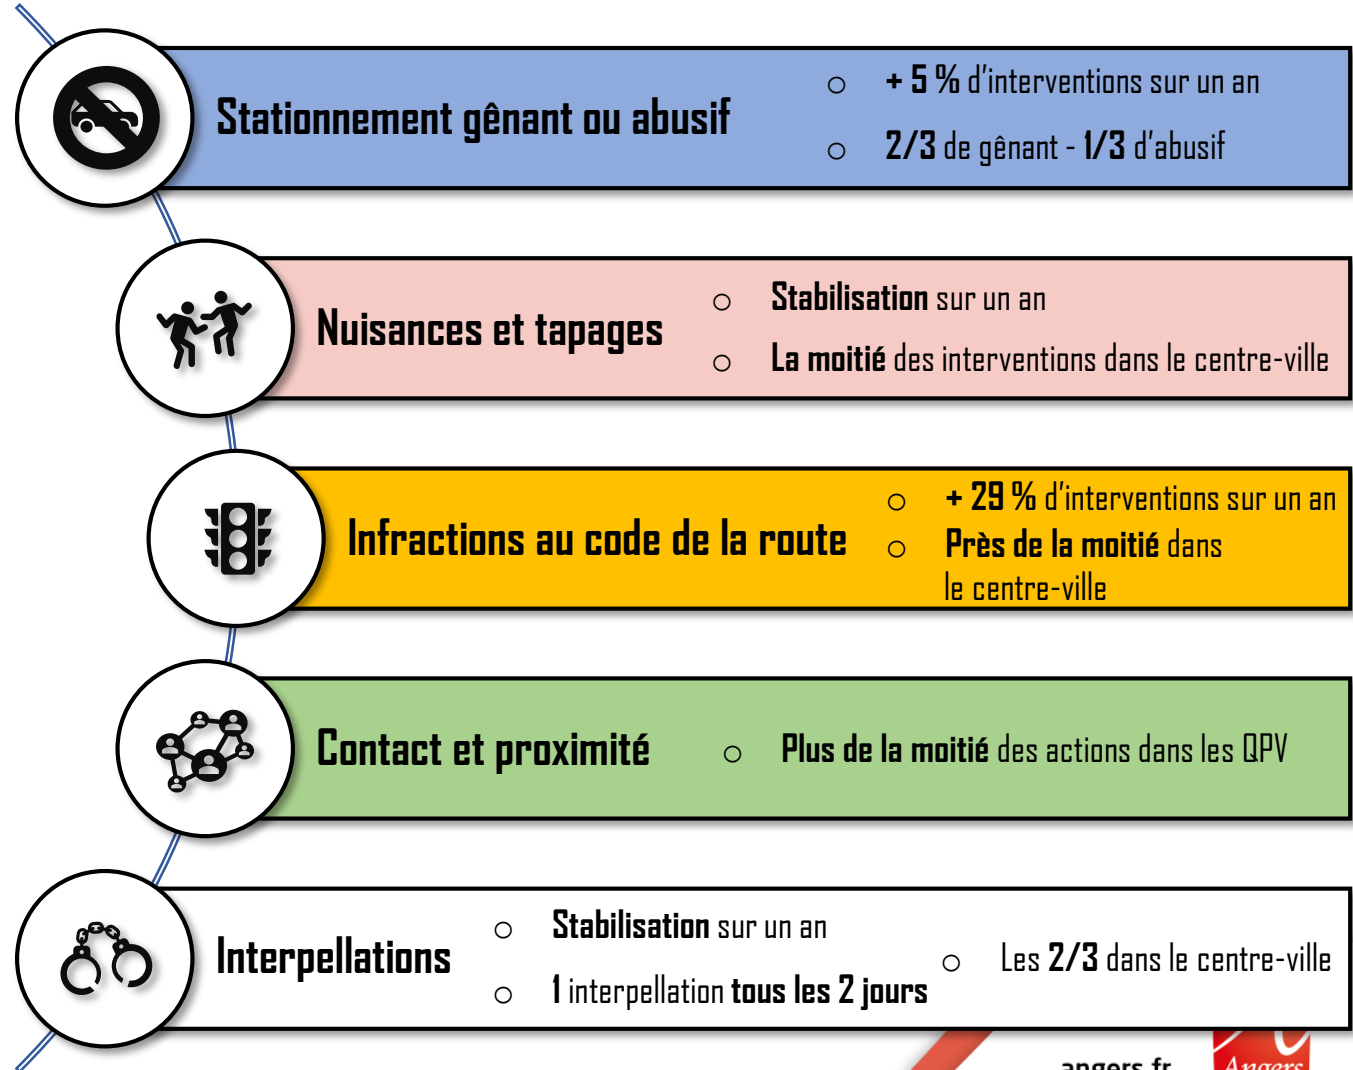 Stationnement gênant ou abusif
+ 5 % d'interventions sur un an
2/3 de gênant - 1/3 d'abusif
Nuisances et tapages
Stabilisation sur un an
La moitié des interventions dans le centre-ville
Infractions au code de la route
+ 29 % d'interventions sur un an
Près de la moitié dans
le centre-ville
Contact et proximité
Plus de la moitié des actions dans les QPV
Interpellations
Stabilisation sur un an
1 interpellation tous les 2 jours
Les 2/3 dans le centre-ville
angers.fr
Angers